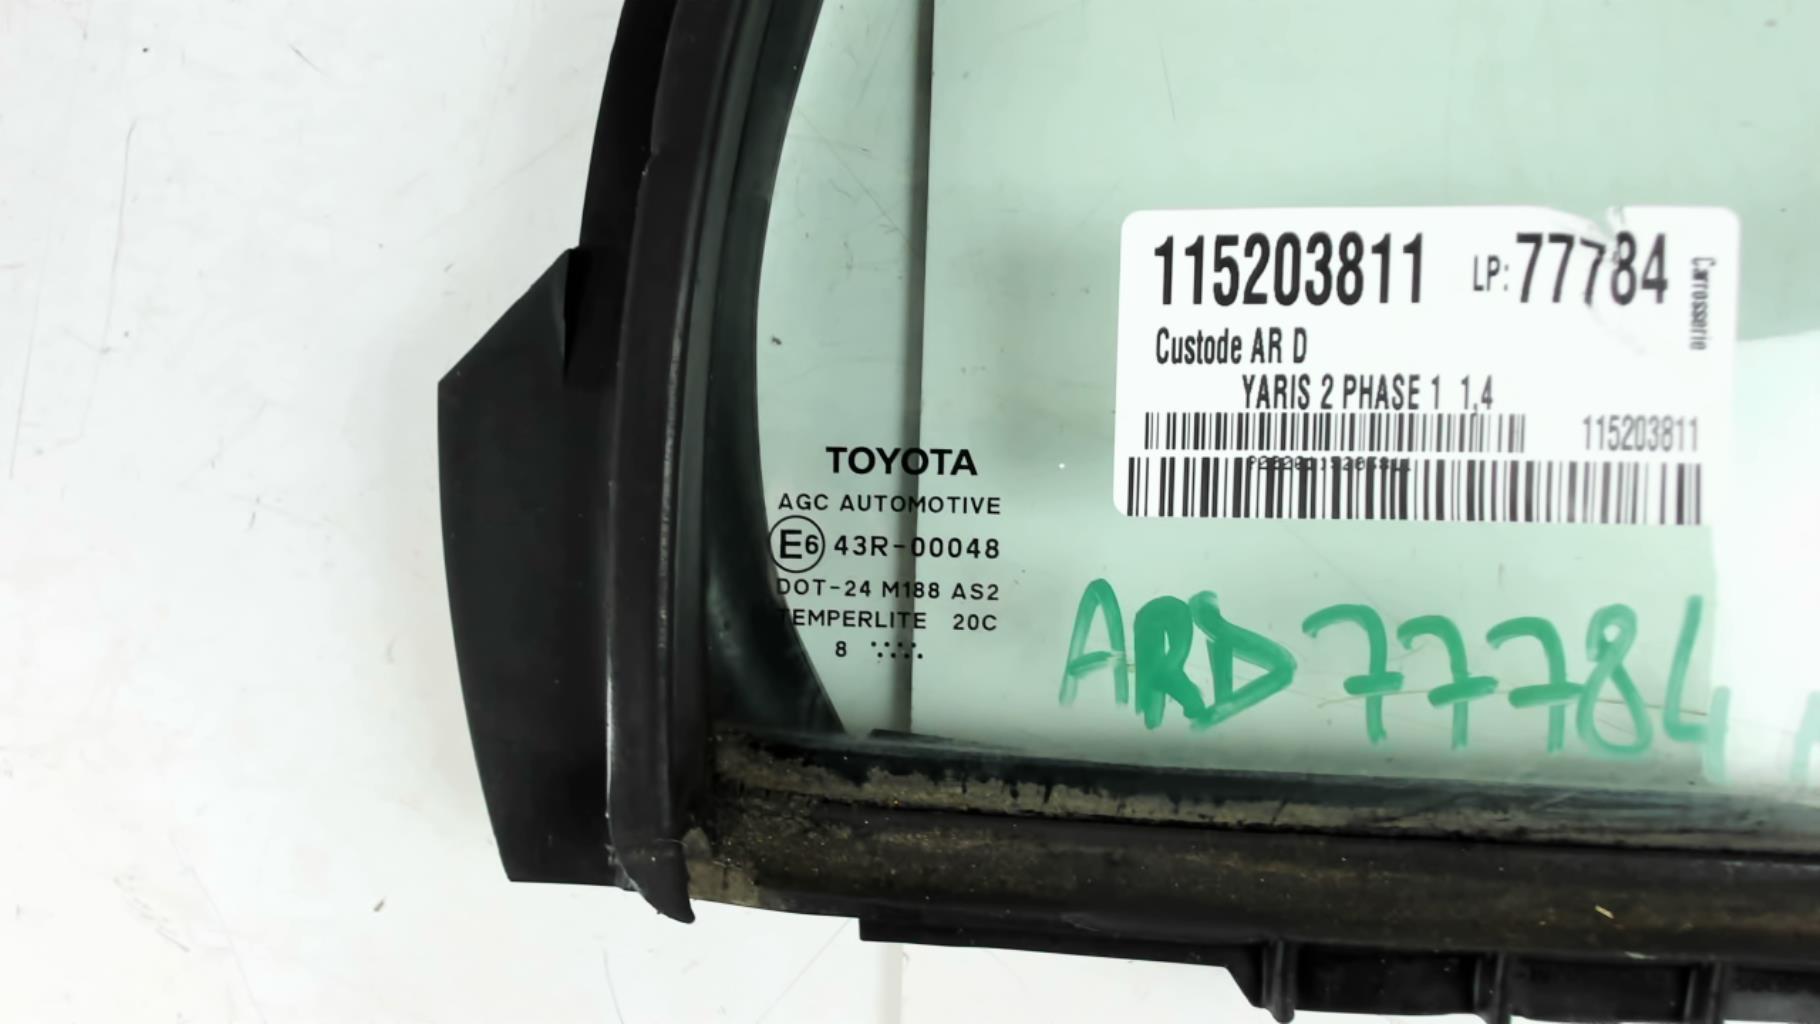 115203811 LP: 77784
Carrosserie
Custode AR D
YARIS 2 PHASE 1 1,4
115203811
TOYOTA
AGC AUTOMOTIVE
E6 43R-00048
DOT-24 M188 AS2
TEMPERLITE 20C
8
ARD 77784